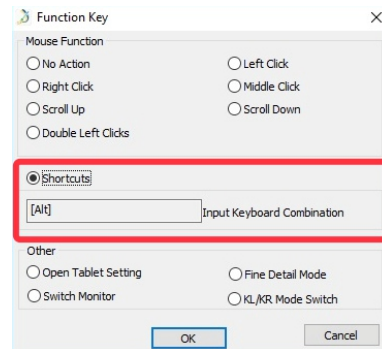 Function Key
Mouse Function
No Action
Left Click
Right Click
Middle Click
Scroll Up
Scroll Down
Double Left Clicks
Shortcuts
[Alt]
Input Keyboard Combination
Other
Open Tablet Setting
Fine Detail Mode
Switch Monitor
KL/KR Mode Switch
OK
Cancel